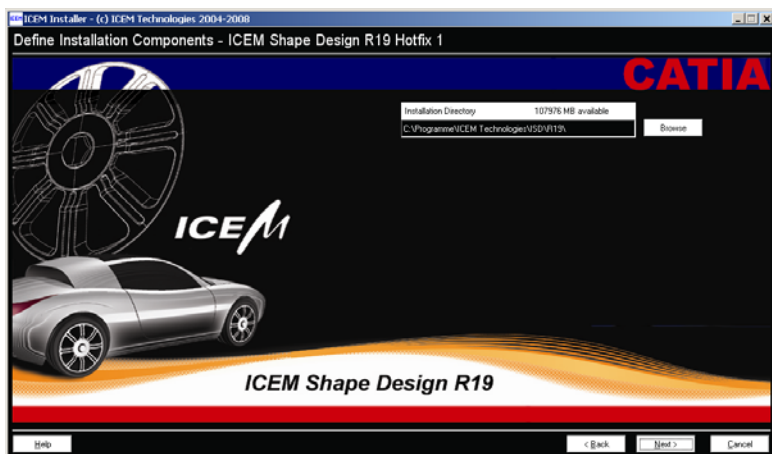 ICEM ICEM Installer - (c) ICEM Technologies 2004-2008
Define Installation Components - ICEM Shape Design R19 Hotfix 1
CATIA
Installation Directory 107976 MB available
C:\Programme\ICEM Technologies\ISD\R19\
Browse
ICEM
ICEM Shape Design R19
Help
< Back
Next >
Cancel